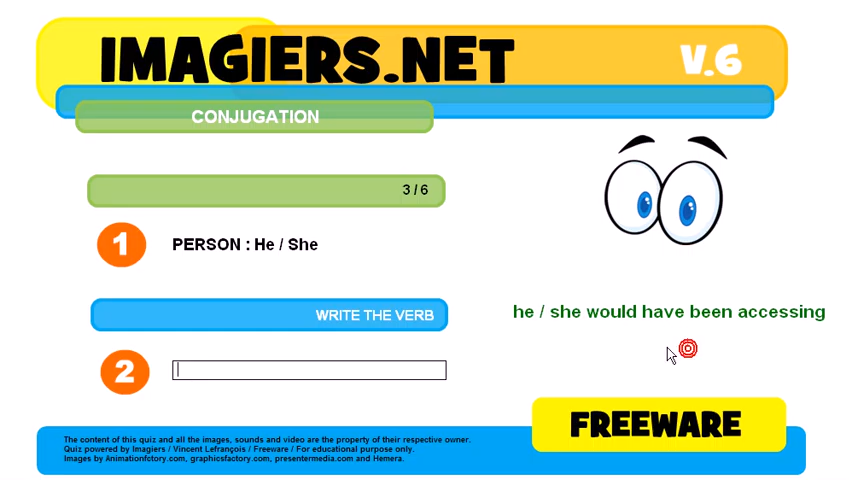 IMAGIERS.NET
V.6
CONJUGATION
3 / 6
1
PERSON : He / She
WRITE THE VERB
he / she would have been accessing
2
FREEWARE
The content of this quiz and all the images, sounds and video are the property of their respective owner.
Quiz powered by Imagiers / Vincent Lefrançois / Freeware / For educational purpose only.
Images by Animationfotory.com, graphicsfactory.com, presentermedia.com and Hemera.